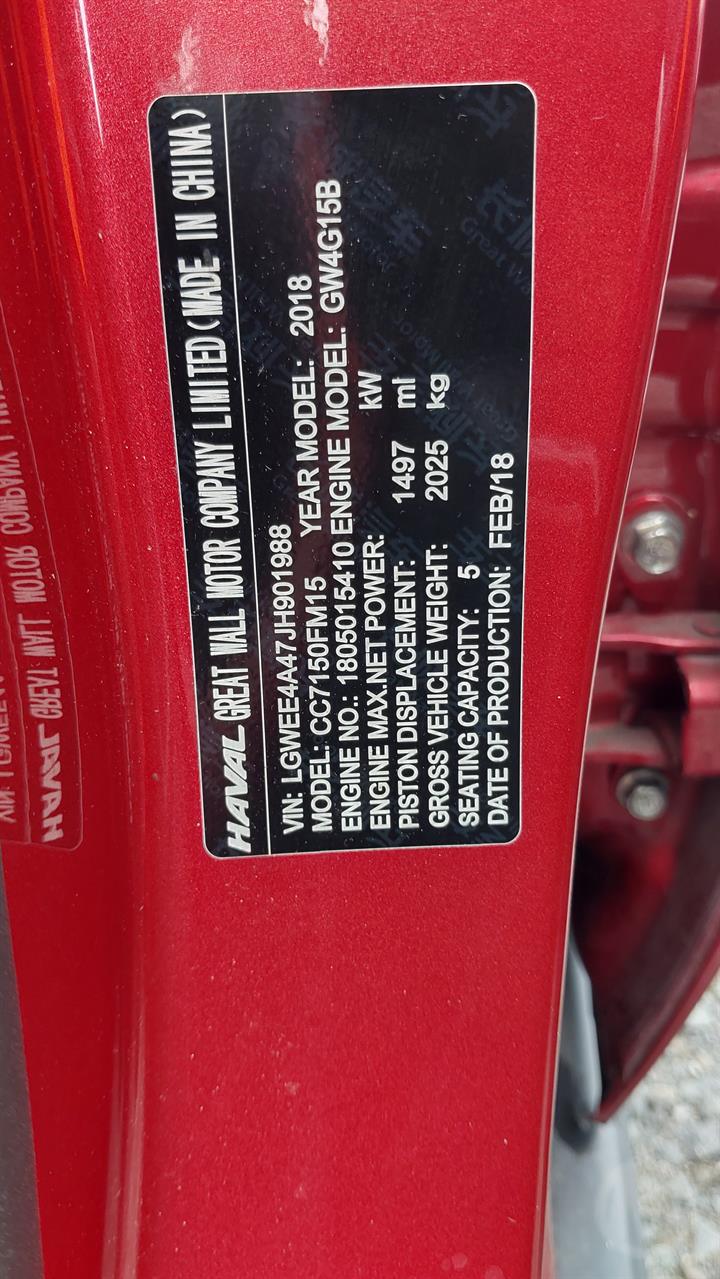 HAVAL GREAT WALL MOTOR COMPANY LIMITED(MADE IN CHINA)
VIN: LGWEE4A47JH901988
MODEL: CC7150FM15 YEAR MODEL: 2018
ENGINE NO.: 1805015410 ENGINE MODEL: GW4G15B
ENGINE MAX.NET POWER: kW
PISTON DISPLACEMENT: 1497 ml
GROSS VEHICLE WEIGHT: 2025 kg
SEATING CAPACITY: 5
DATE OF PRODUCTION: FEB/18